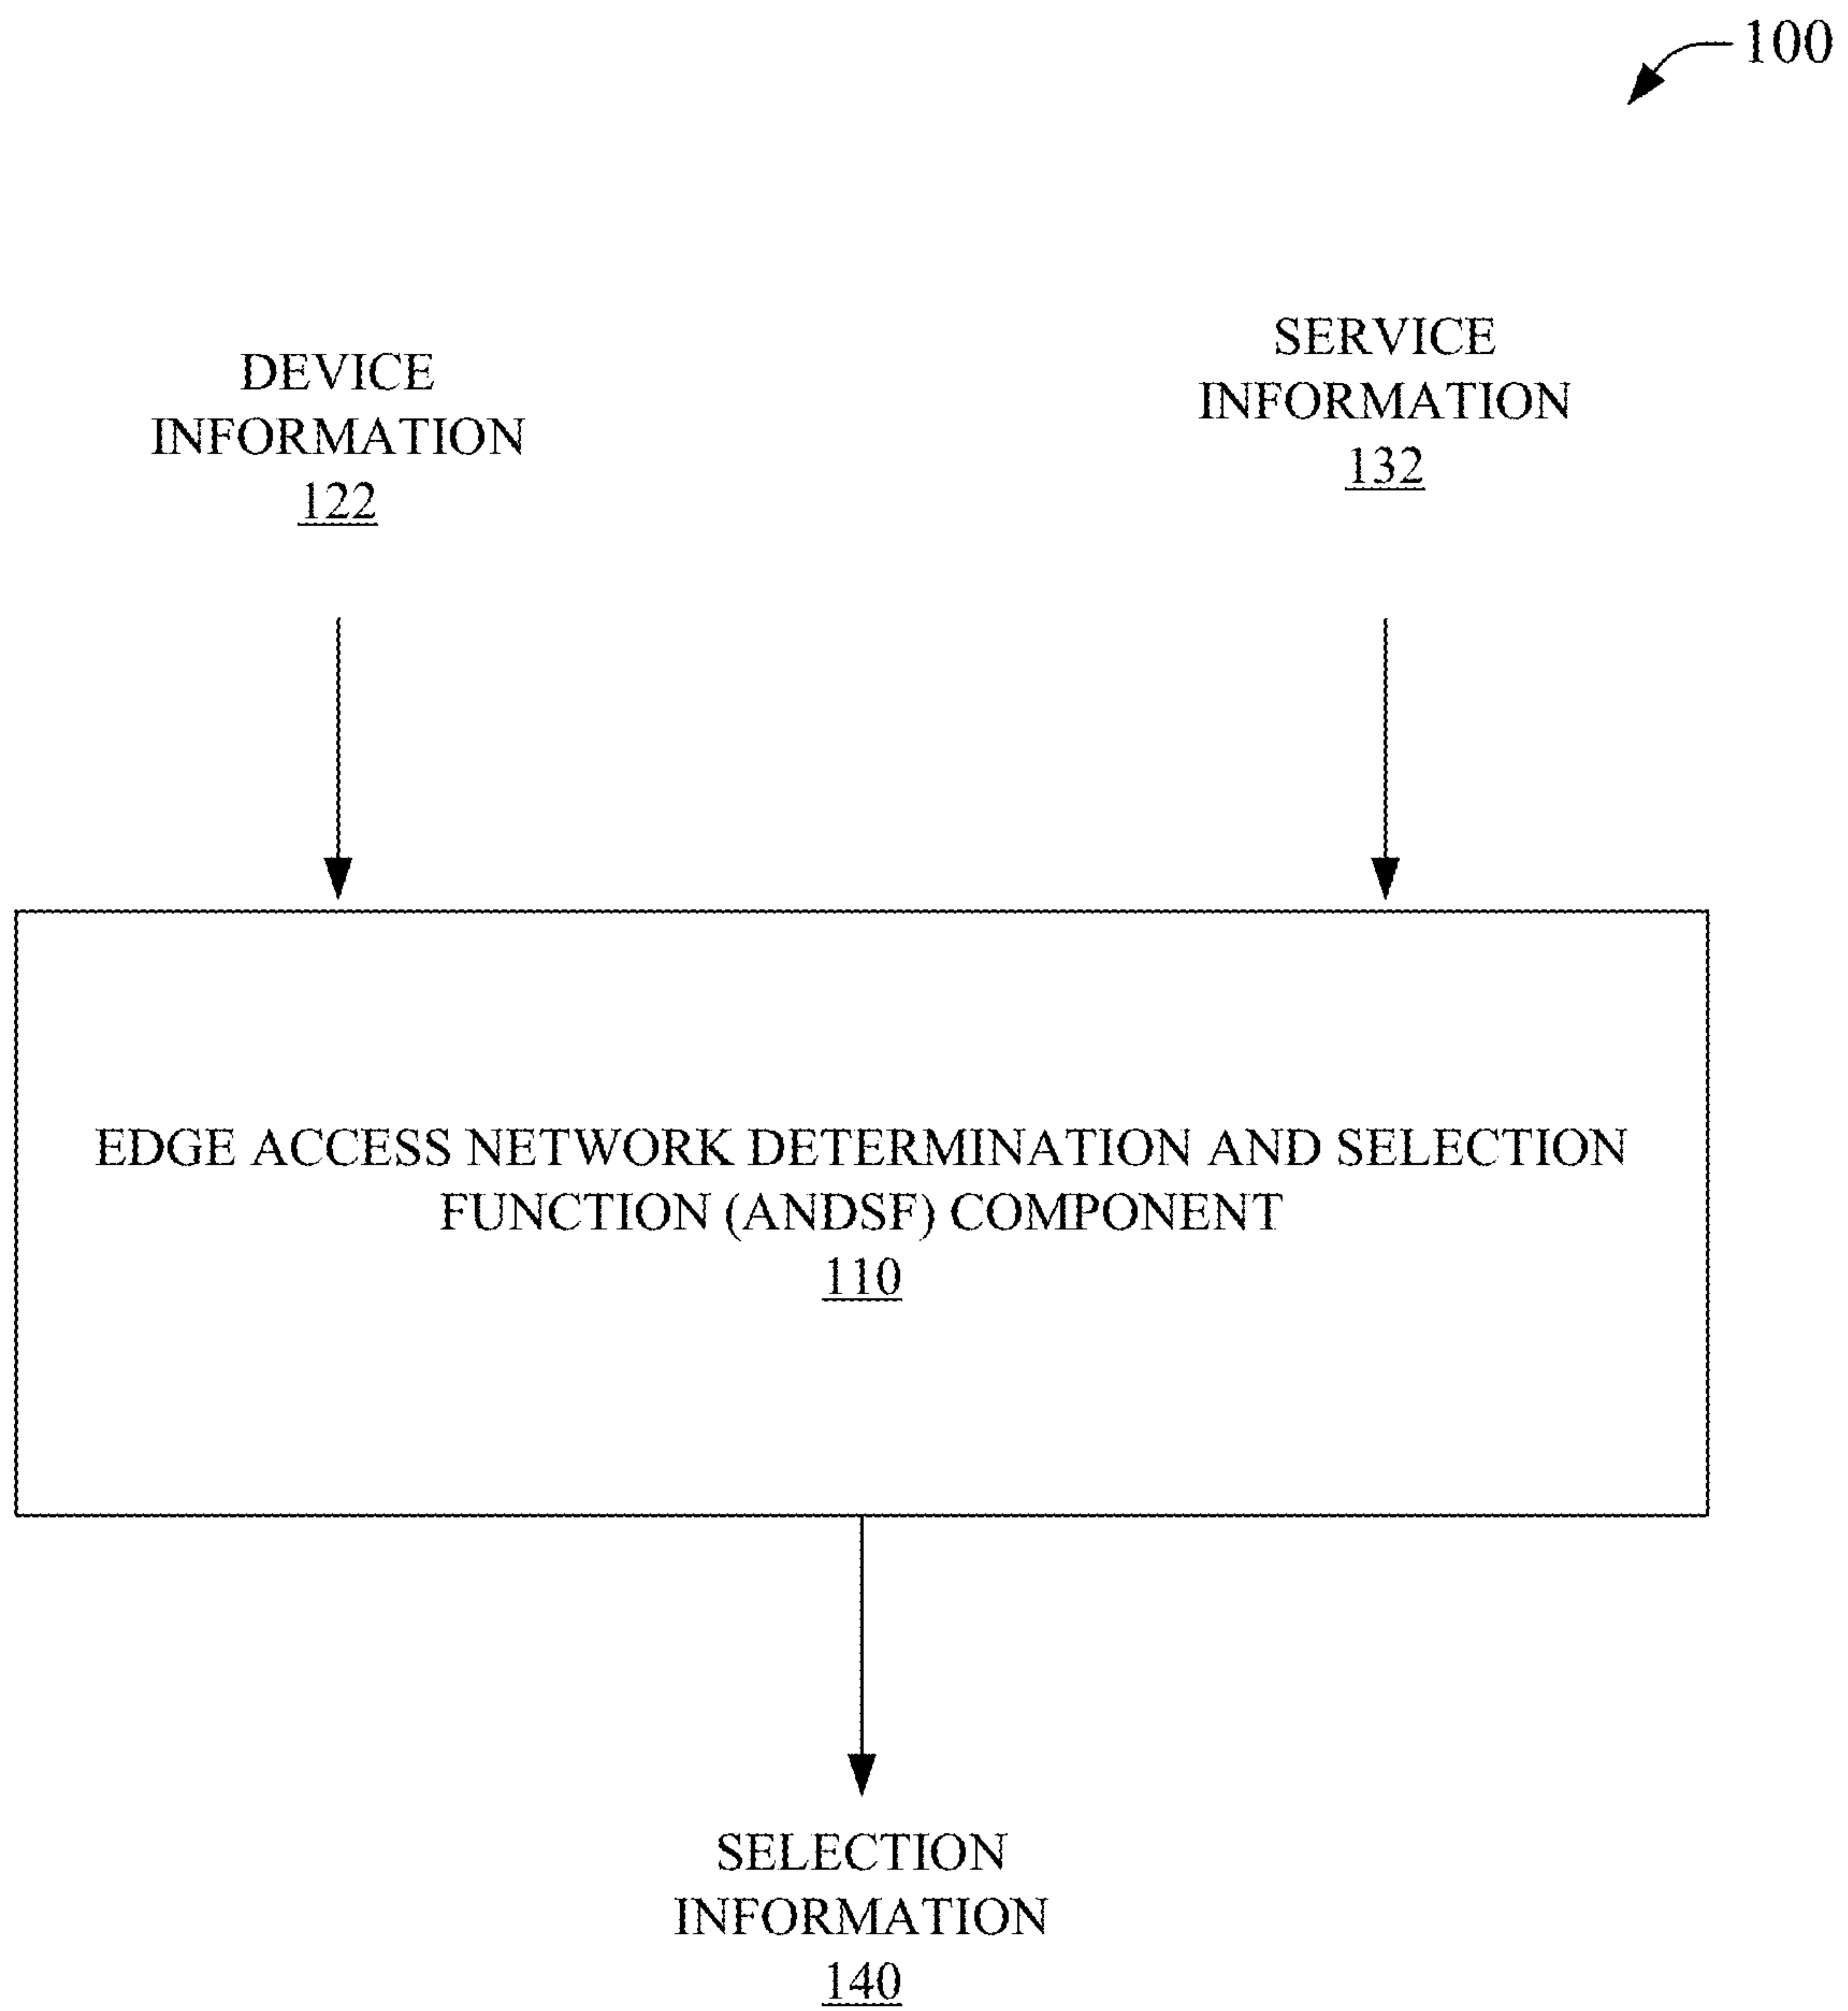 100
DEVICE
INFORMATION
122
SERVICE
INFORMATION
132
EDGE ACCESS NETWORK DETERMINATION AND SELECTION
FUNCTION (ANDSF) COMPONENT
110
SELECTION
INFORMATION
140